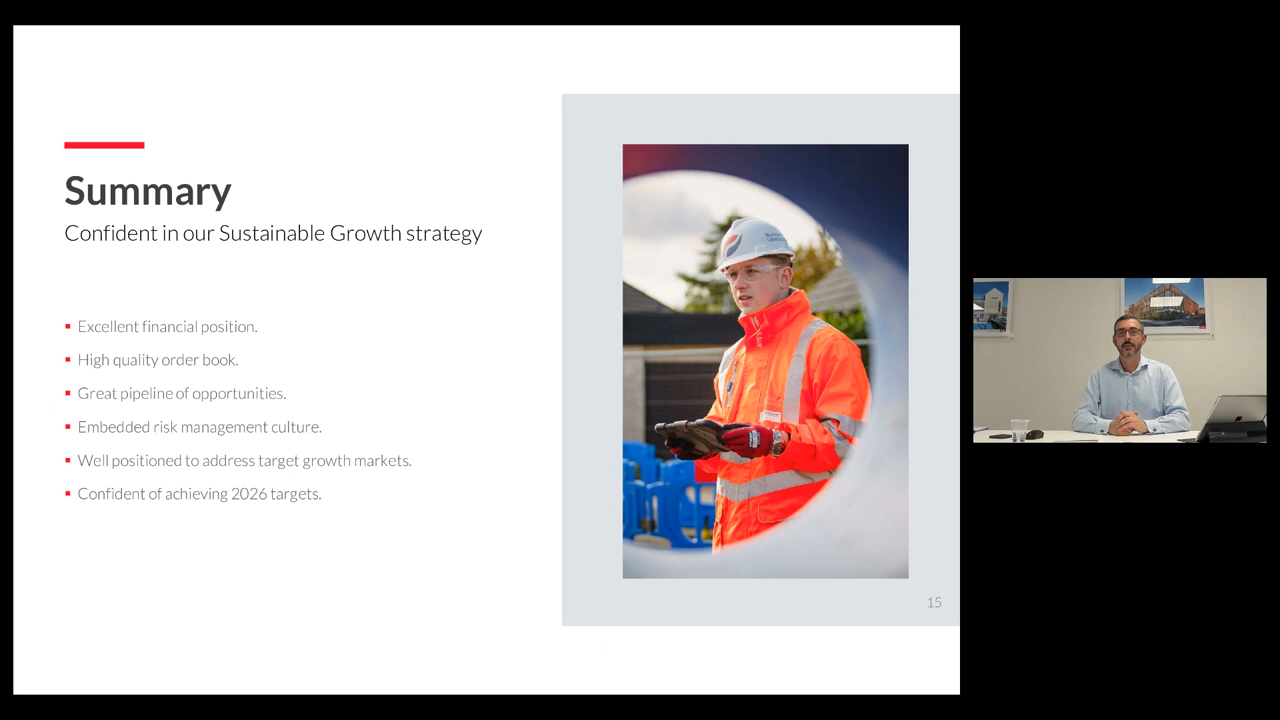 Summary
Confident in our Sustainable Growth strategy
Excellent financial position.
High quality order book.
Great pipeline of opportunities.
Embedded risk management culture.
Well positioned to address target growth markets.
Confident of achieving 2026 targets.
15